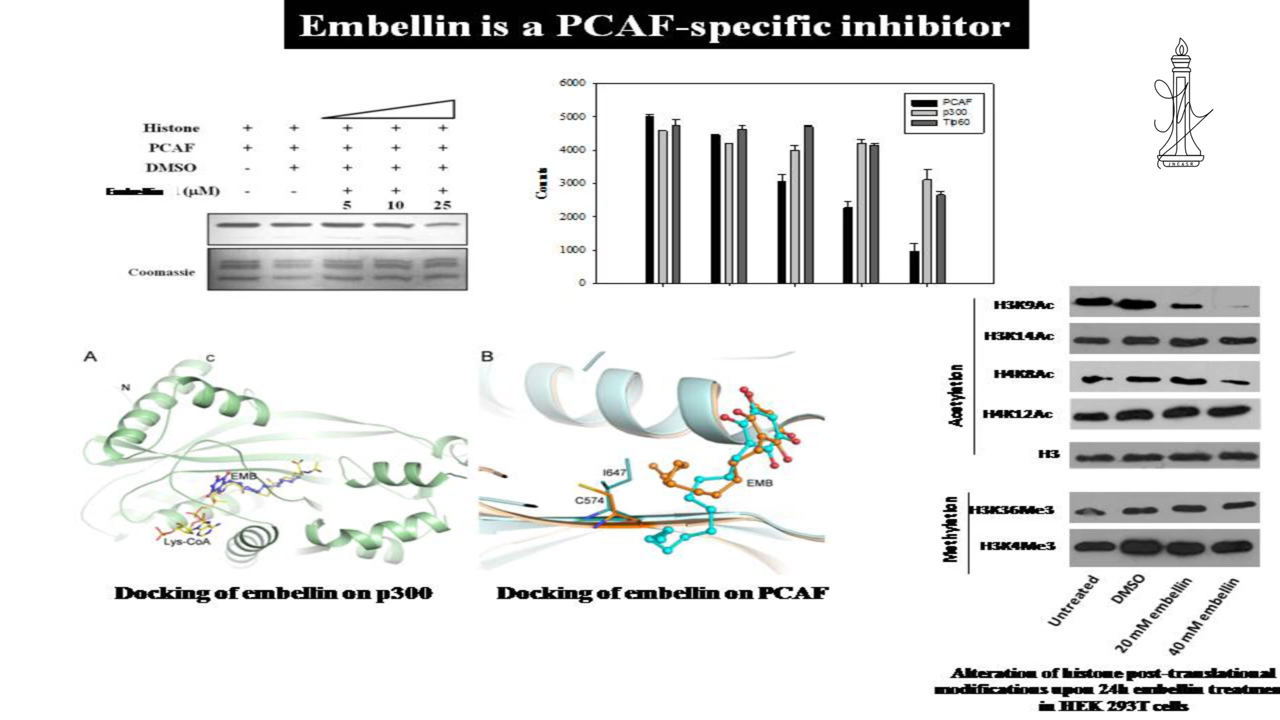 Embellin is a PCAF-specific inhibitor
Histone + + + + +
PCAF + + + + +
DMSO - + + + +
Embellin (μM) - - + + +
5 10 25
Coomassie
6000
5000
4000
3000
2000
1000
0
Counts
PCAF
p300
Tip60
JNCASR
A
C
N
EMB
Lys-CoA
Docking of embellin on p300
B
I647
C574
EMB
Docking of embellin on PCAF
Acetylation
H3K9Ac
H3K14Ac
H4K8Ac
H4K12Ac
H3
Methylation
H3K36Me3
H3K4Me3
Untreated
DMSO
20 mM embellin
40 mM embellin
Alteration of histone post-translational
modifications upon 24h embellin treatmen
in HEK 293T cells